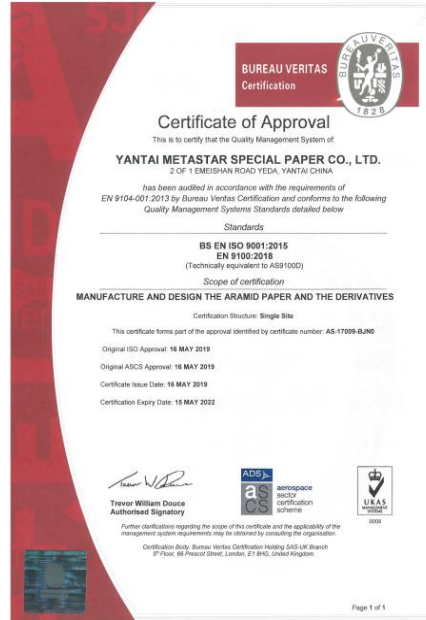 BUREAU VERITAS
Certification
BUREAU VERITAS
1828
Certificate of Approval
This is to certify that the Quality Management System of:
YANTAI METASTAR SPECIAL PAPER CO., LTD.
2 OF 1 EMEISHAN ROAD YEDA, YANTAI CHINA
has been audited in accordance with the requirements of
EN 9104-001:2013 by Bureau Veritas Certification and conforms to the following
Quality Management Systems Standards detailed below
Standards
BS EN ISO 9001:2015
EN 9100:2018
(Technically equivalent to AS9100D)
Scope of certification
MANUFACTURE AND DESIGN THE ARAMID PAPER AND THE DERIVATIVES
Certification Structure: Single Site
This certificate forms part of the approval identified by certificate number: AS-17009-BJN0
Original ISO Approval: 16 MAY 2019
Original ASCS Approval: 16 MAY 2019
Certificate Issue Date: 16 MAY 2019
Certification Expiry Date: 15 MAY 2022
Trevor William Douce
Authorised Signatory
ADS
as
CS
aerospace
sector
certification
scheme
UKAS
MANAGEMENT
SYSTEMS
0008
Further clarifications regarding the scope of this certificate and the applicability of the
management system requirements may be obtained by consulting the organisation.
Certification Body: Bureau Veritas Certification Holding SAS-UK Branch
5th Floor, 66 Prescot Street, London, E1 8HG, United Kingdom.
Page 1 of 1